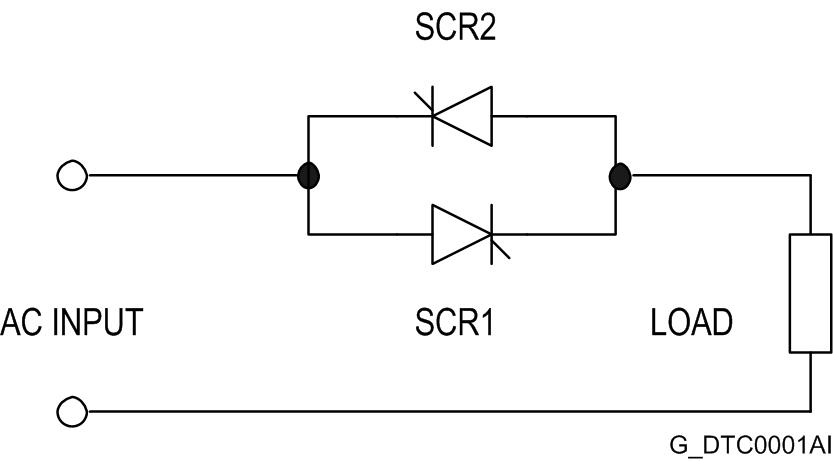 SCR2
AC INPUT
SCR1
LOAD
G_DTC0001AI